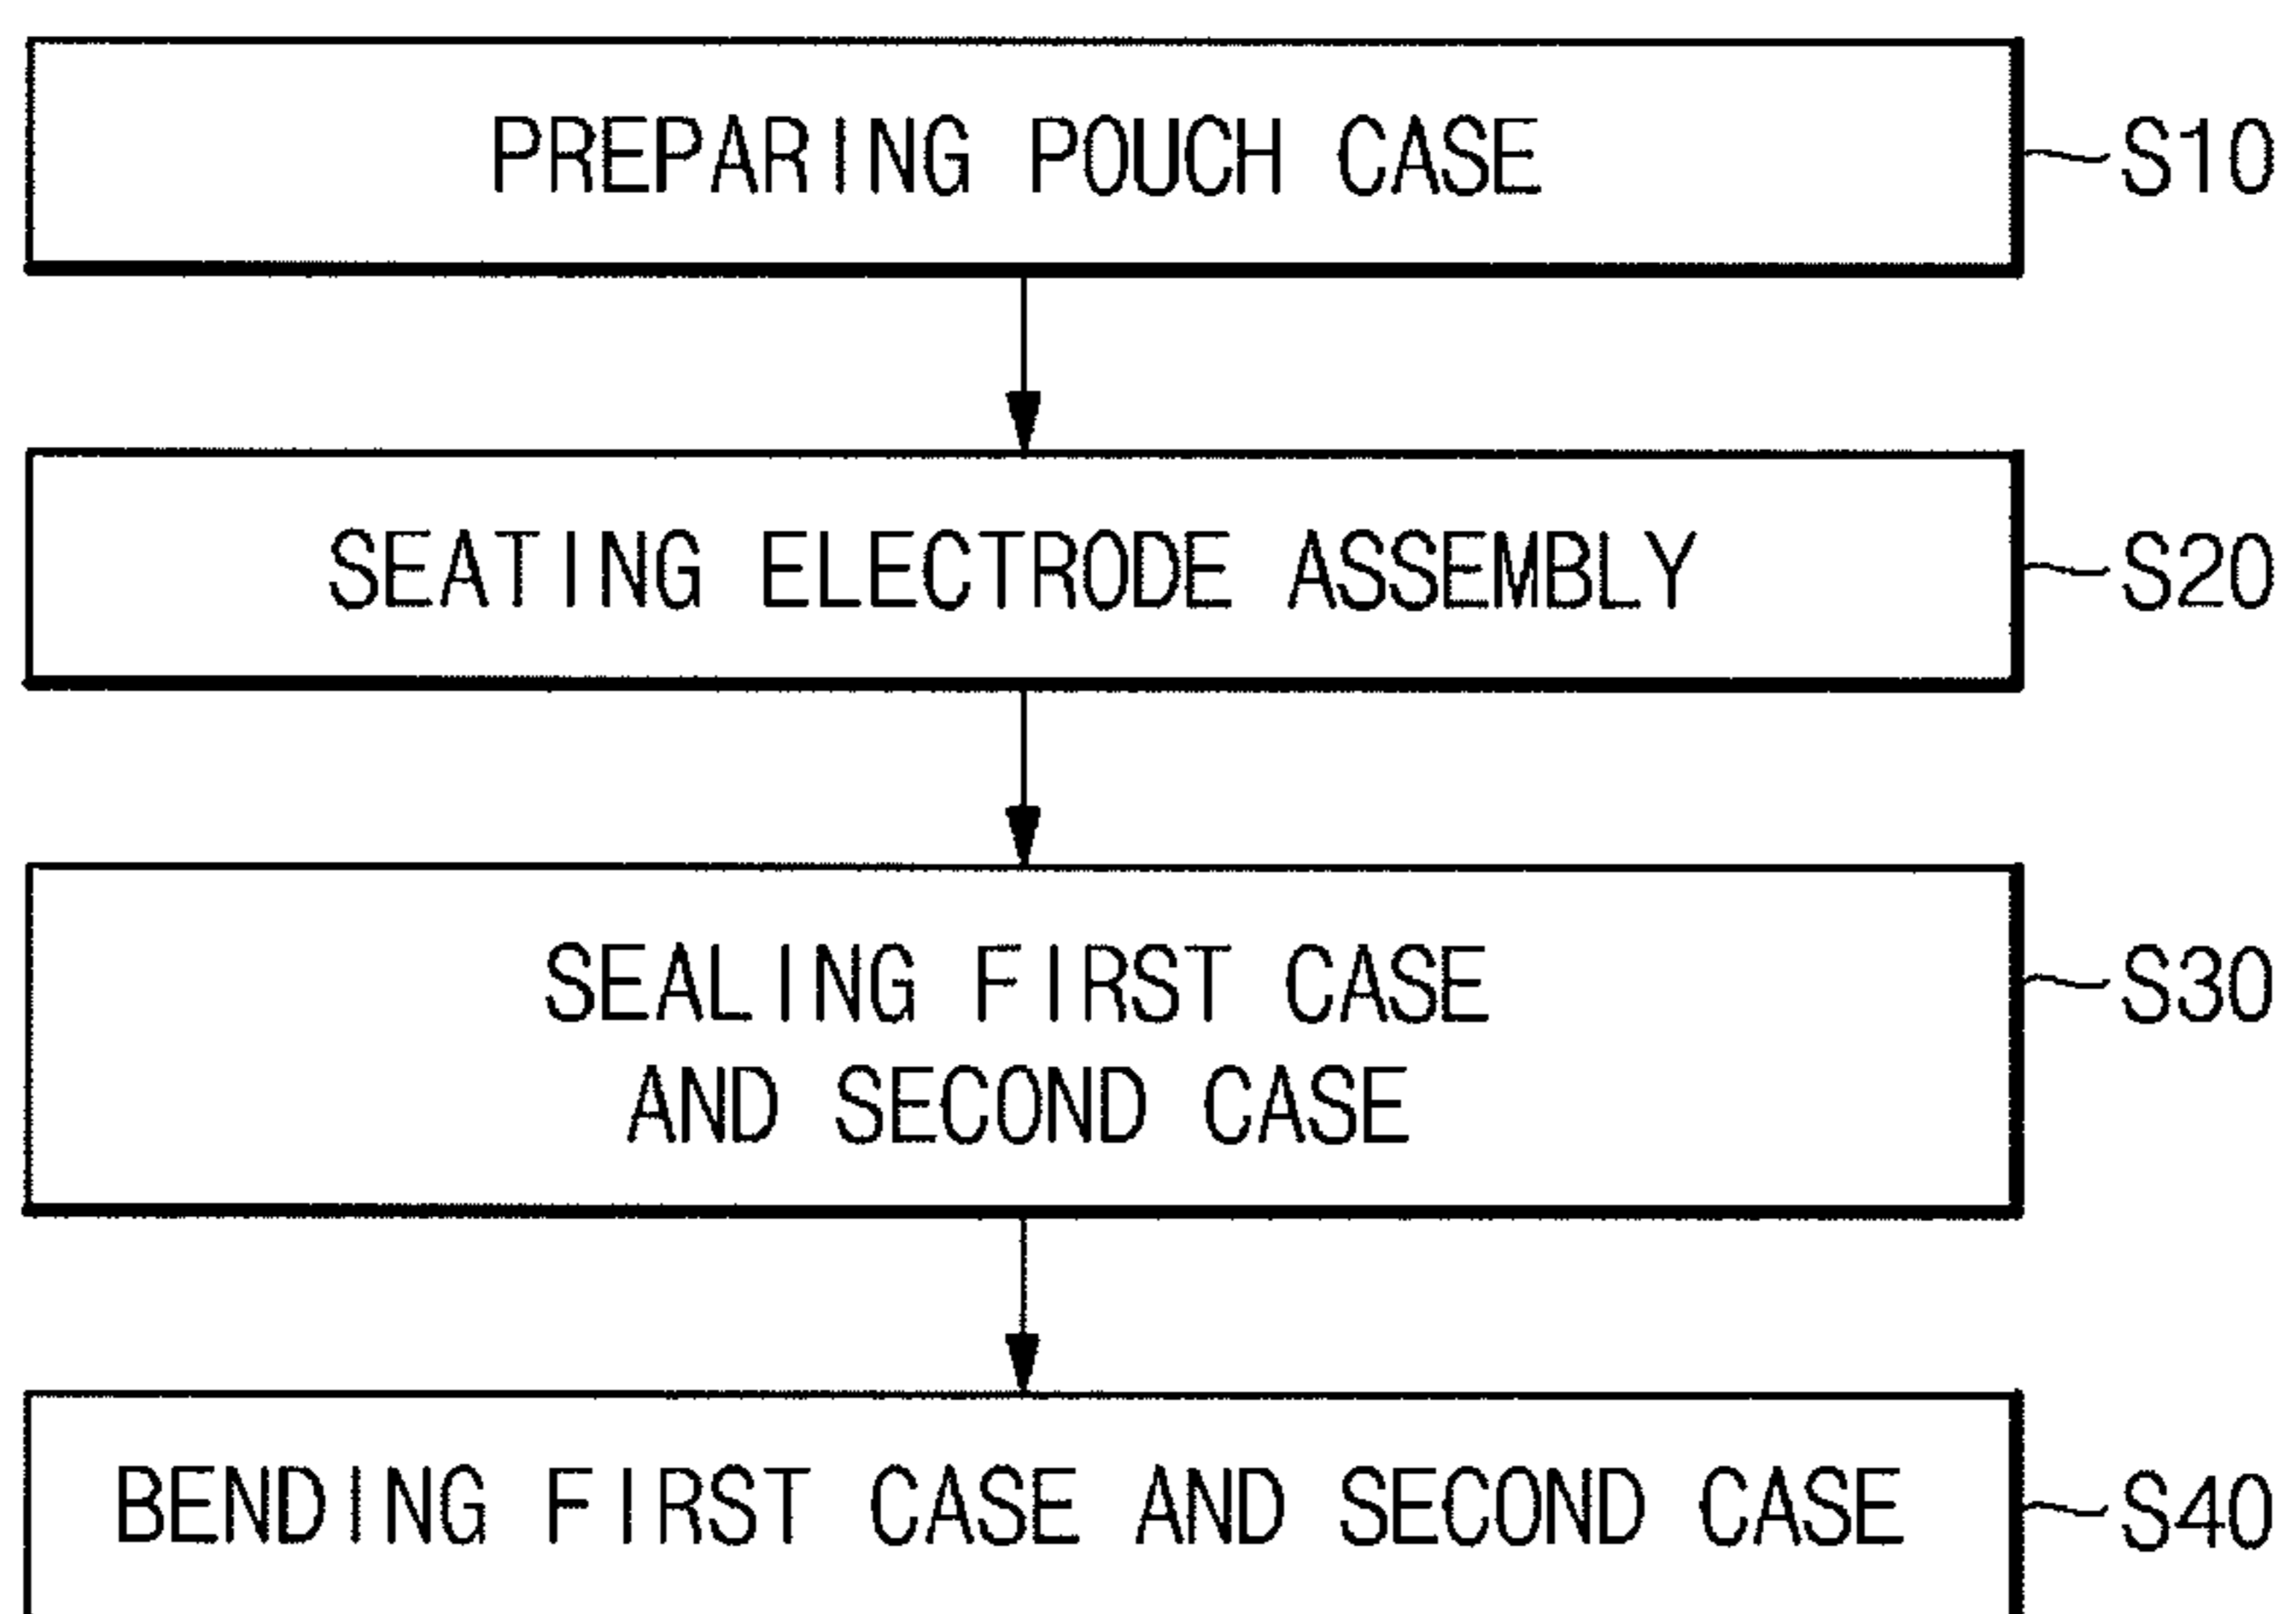 PREPARING POUCH CASE
S10
SEATING ELECTRODE ASSEMBLY
S20
SEALING FIRST CASE
AND SECOND CASE
S30
BENDING FIRST CASE AND SECOND CASE
S40